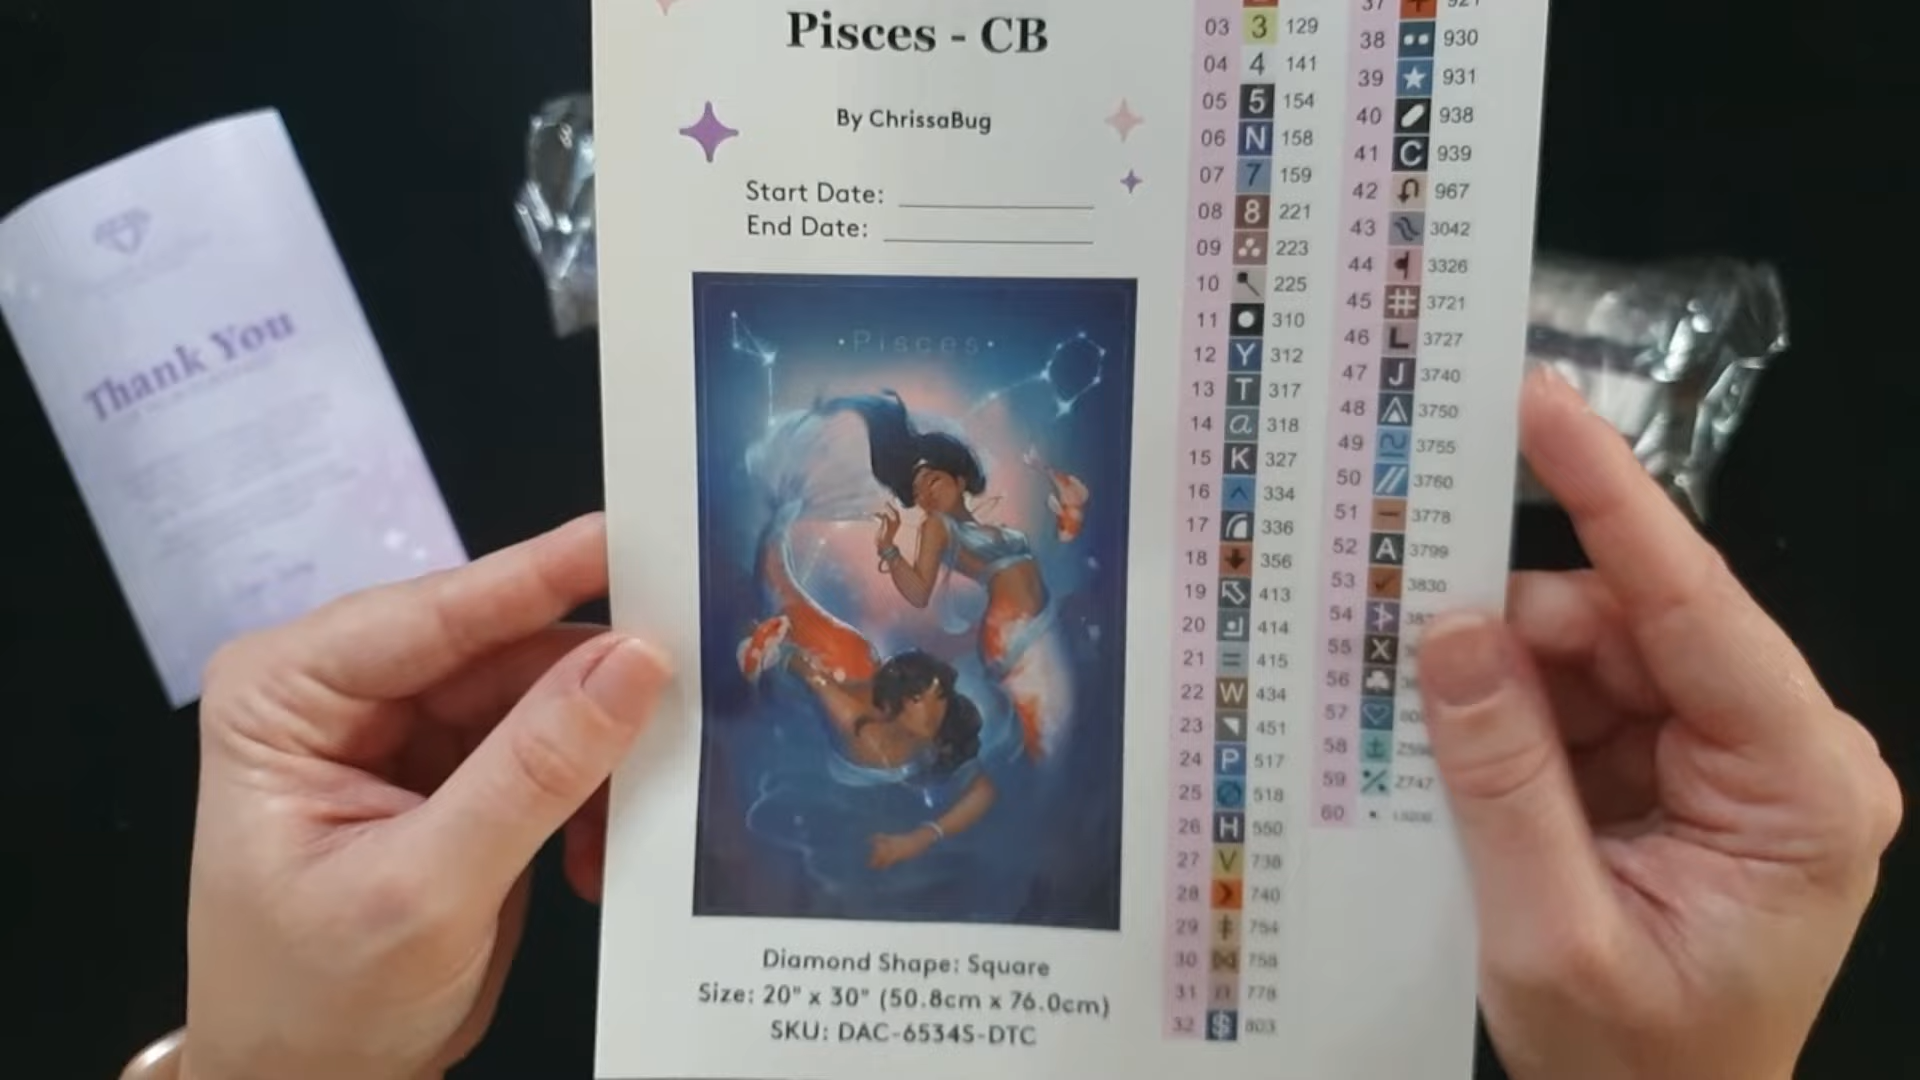 Pisces - CB
By ChrissaBug
Start Date:
End Date:
•Pisces•
Diamond Shape: Square
Size: 20" x 30" (50.8cm x 76.0cm)
SKU: DAC-6534S-DTC
03 3 129
04 4 141
05 5 154
06 N 158
07 7 159
08 8 221
09 223
10 225
11 310
12 Y 312
13 T 317
14 a 318
15 K 327
16 334
17 336
18 356
19 413
20 414
21 = 415
22 W 434
23 451
24 P 517
25 518
26 H 550
27 V 738
28 740
29 754
30 758
31 778
32 $ 803
37 921
38 930
39 931
40 938
41 C 939
42 967
43 3042
44 3326
45 # 3721
46 L 3727
47 J 3740
48 3750
49 3755
50 // 3760
51 3778
52 A 3799
53 3830
54
55 X
56
57
58
59 Z747
60
Thank You